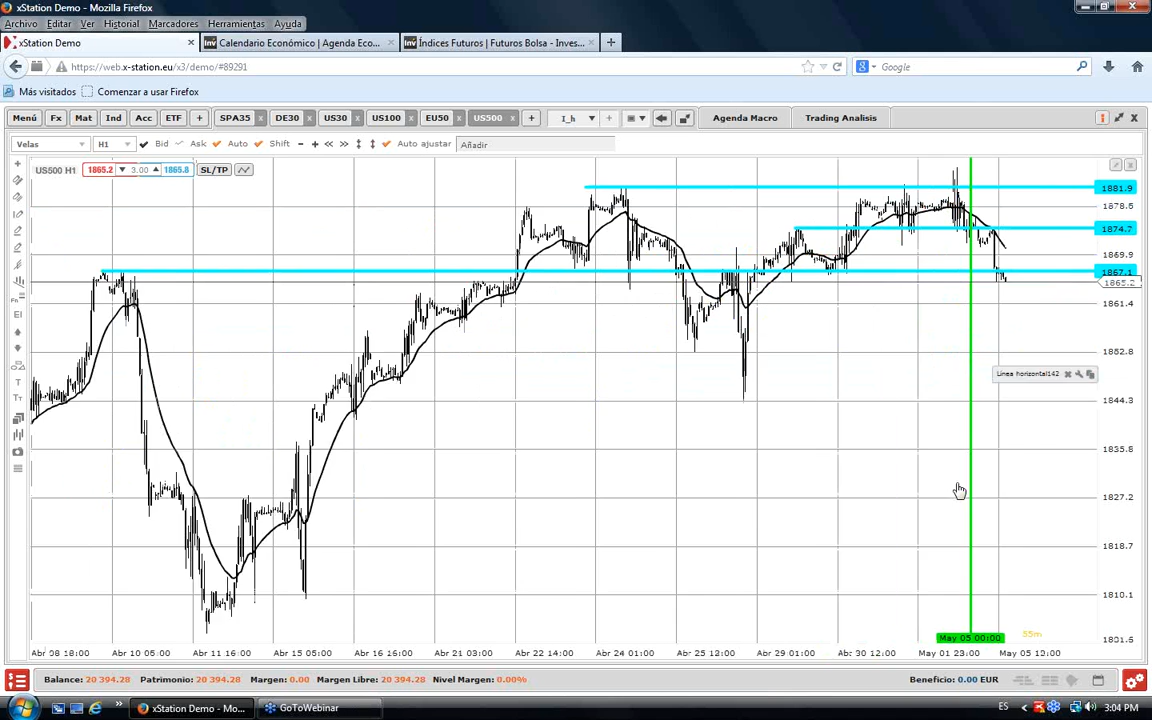 xStation Demo - Mozilla Firefox
Archivo Editar Ver Historial Marcadores Herramientas Ayuda
xStation Demo
Calendario Económico | Agenda Eco...
Índices Futuros | Futuros Bolsa - Inves...
https://web.x-station.eu/x3/demo/#89291
Google
Más visitados Comenzar a usar Firefox
Menú Fx Mat Ind Acc ETF + SPA35 DE30 US30 US100 EU50 US500 + I_h Agenda Macro Trading Analisis
Velas H1 Bid Ask Auto Shift Auto ajustar Añadir
US500 H1 1865.2 3.00 1865.8 SL/TP
1881.9
1878.5
1874.7
1869.9
1867.1
1865.2
1861.4
1852.8
Línea horizontal142
1844.3
1835.8
1827.2
1818.7
1810.1
55m
May 05 00:00
1801.6
Abr 08 18:00 Abr 10 05:00 Abr 11 16:00 Abr 15 05:00 Abr 16 16:00 Abr 21 03:00 Abr 22 14:00 Abr 24 01:00 Abr 25 12:00 Abr 29 01:00 Abr 30 12:00 May 01 23:00 May 05 12:00
Balance: 20 394.28 Patrimonio: 20 394.28 Margen: 0.00 Margen Libre: 20 394.28 Nivel Margen: 0.00% Beneficio: 0.00 EUR
xStation Demo - Mo... GoToWebinar ES 3:04 PM